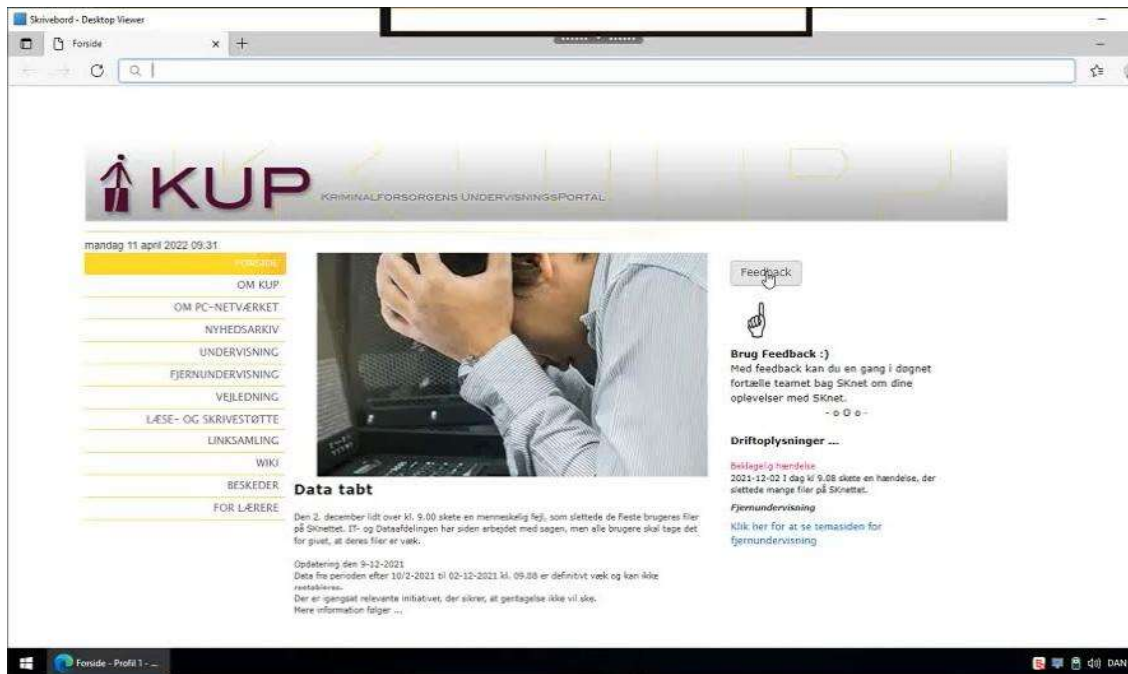 Skrivebord - Desktop Viewer
Forside
KUP KRIMINALFORSORGENS UNDERVISNINGSPORTAL
mandag 11 april 2022 09:31
FORSIDE
OM KUP
OM PC-NETVÆRKET
NYHEDSARKIV
UNDERVISNING
FJERNUNDERVISNING
VEJLEDNING
LÆSE- OG SKRIVESTØTTE
LINKSAMLING
WIKI
BESKEDER
FOR LÆRERE
Data tabt
Den 2. december lidt over kl. 9.00 skete en menneskelig fejl, som slettede de fleste brugeres filer
på SKnettet. IT- og Dataafdelingen har siden arbejdet med sagen, men alle brugere skal tage det
for givet, at deres filer er væk.
Opdatering den 9-12-2021
Data fra perioden efter 10/2-2021 til 02-12-2021 kl. 09.08 er definitivt væk og kan ikke
reetableres.
Der er igangsat relevante initiativer, der sikrer, at gentagelse ikke vil ske.
Mere information følger ...
Feedback
Brug Feedback :)
Med feedback kan du en gang i døgnet
fortælle teamet bag SKnet om dine
oplevelser med SKnet.
- o O o -
Driftoplysninger ...
Beklagelig hændelse
2021-12-02 I dag kl 9.08 skete en hændelse, der
slettede mange filer på SKnettet.
Fjernundervisning
Klik her for at se temasiden for
fjernundervisning
Forside - Profil 1 - ...
DAN